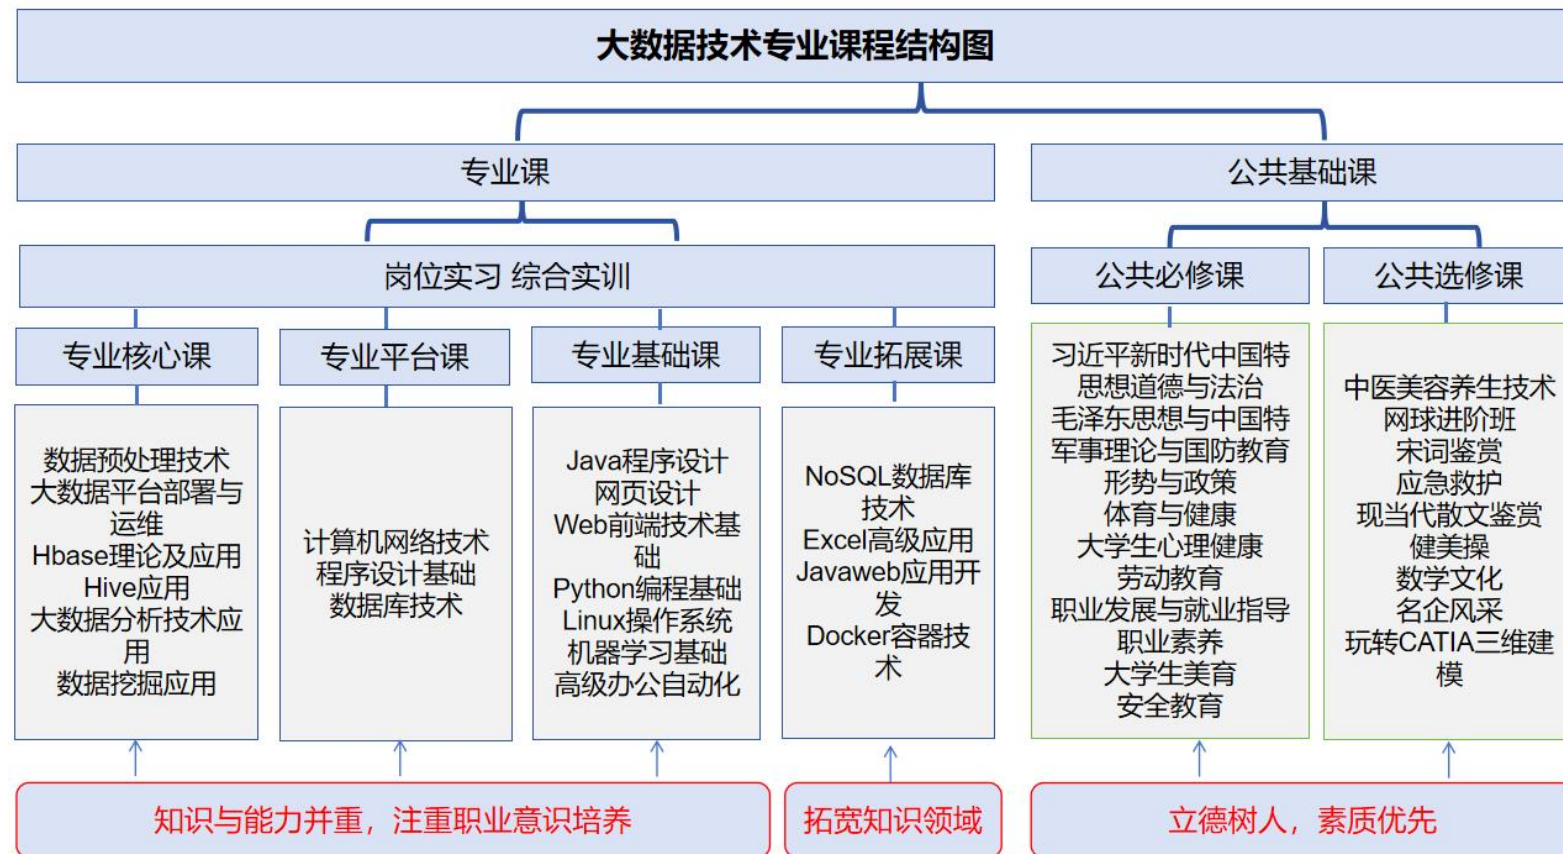 大数据技术专业课程结构图
专业课
公共基础课
岗位实习 综合实训
公共必修课
公共选修课
专业核心课
专业平台课
专业基础课
专业拓展课
数据预处理技术
大数据平台部署与
运维
Hbase理论及应用
Hive应用
大数据分析技术应
用
数据挖掘应用
计算机网络技术
程序设计基础
数据库技术
Java程序设计
网页设计
Web前端技术基
础
Python编程基础
Linux操作系统
机器学习基础
高级办公自动化
NoSQL数据库
技术
Excel高级应用
Javaweb应用开
发
Docker容器技
术
习近平新时代中国特
思想道德与法治
毛泽东思想与中国特
军事理论与国防教育
形势与政策
体育与健康
大学生心理健康
劳动教育
职业发展与就业指导
职业素养
大学生美育
安全教育
中医美容养生技术
网球进阶班
宋词鉴赏
应急救护
现当代散文鉴赏
健美操
数学文化
名企风采
玩转CATIA三维建
模
知识与能力并重，注重职业意识培养
拓宽知识领域
立德树人，素质优先